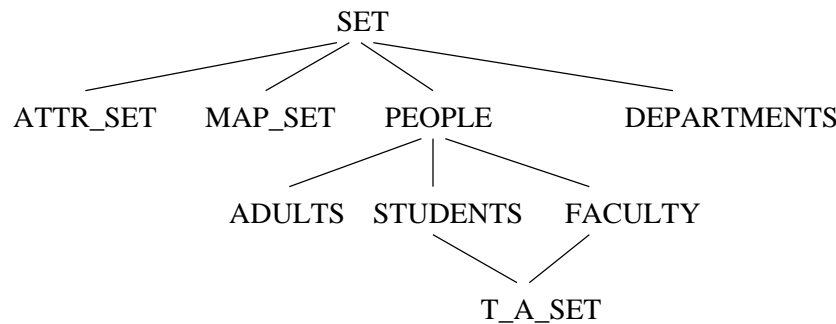 SET
ATTR_SET MAP_SET PEOPLE DEPARTMENTS
ADULTS STUDENTS FACULTY
T_A_SET